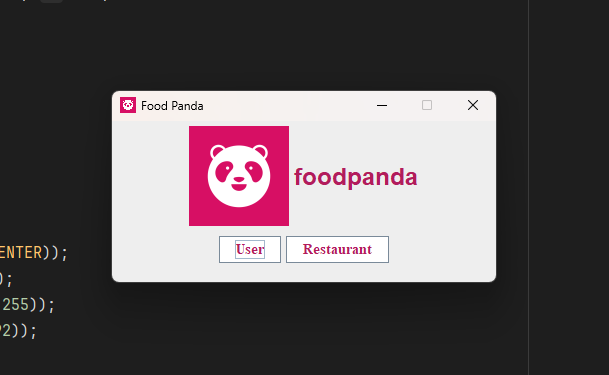 Food Panda
foodpanda
User
Restaurant
ENTER));
);
255));
2));